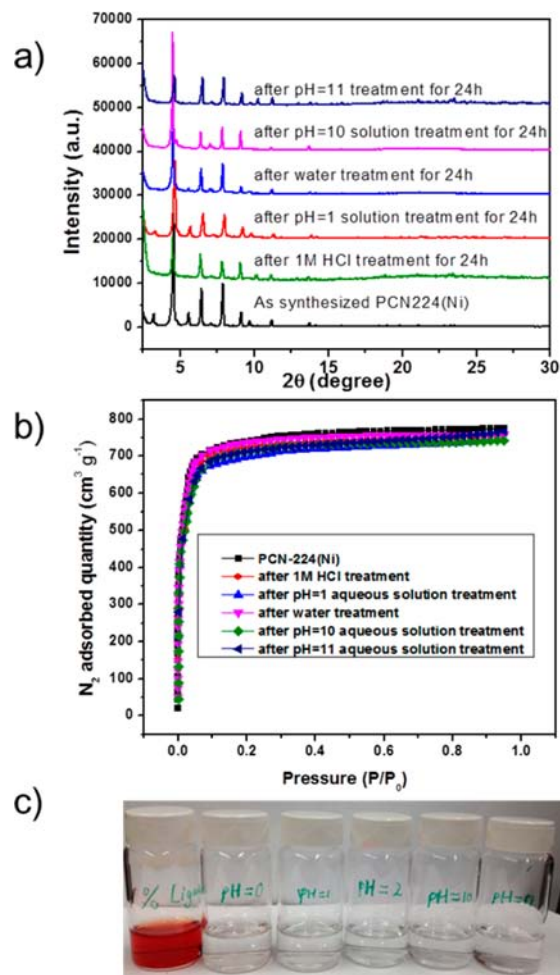 a)
70000
60000
50000
40000
30000
20000
10000
0
Intensity (a.u.)
after pH=11 treatment for 24h
after pH=10 solution treatment for 24h
after water treatment for 24h
after pH=1 solution treatment for 24h
after 1M HCl treatment for 24h
As synthesized PCN224(Ni)
5 10 15 20 25 30
2θ (degree)
b)
800
700
600
500
400
300
200
100
0
N₂ adsorbed quantity (cm³ g⁻¹)
PCN-224(Ni)
after 1M HCl treatment
after pH=1 aqueous solution treatment
after water treatment
after pH=10 aqueous solution treatment
after pH=11 aqueous solution treatment
0.0 0.2 0.4 0.6 0.8 1.0
Pressure (P/P₀)
c)
% Ligand
pH=0
pH=1
pH=2
pH=10